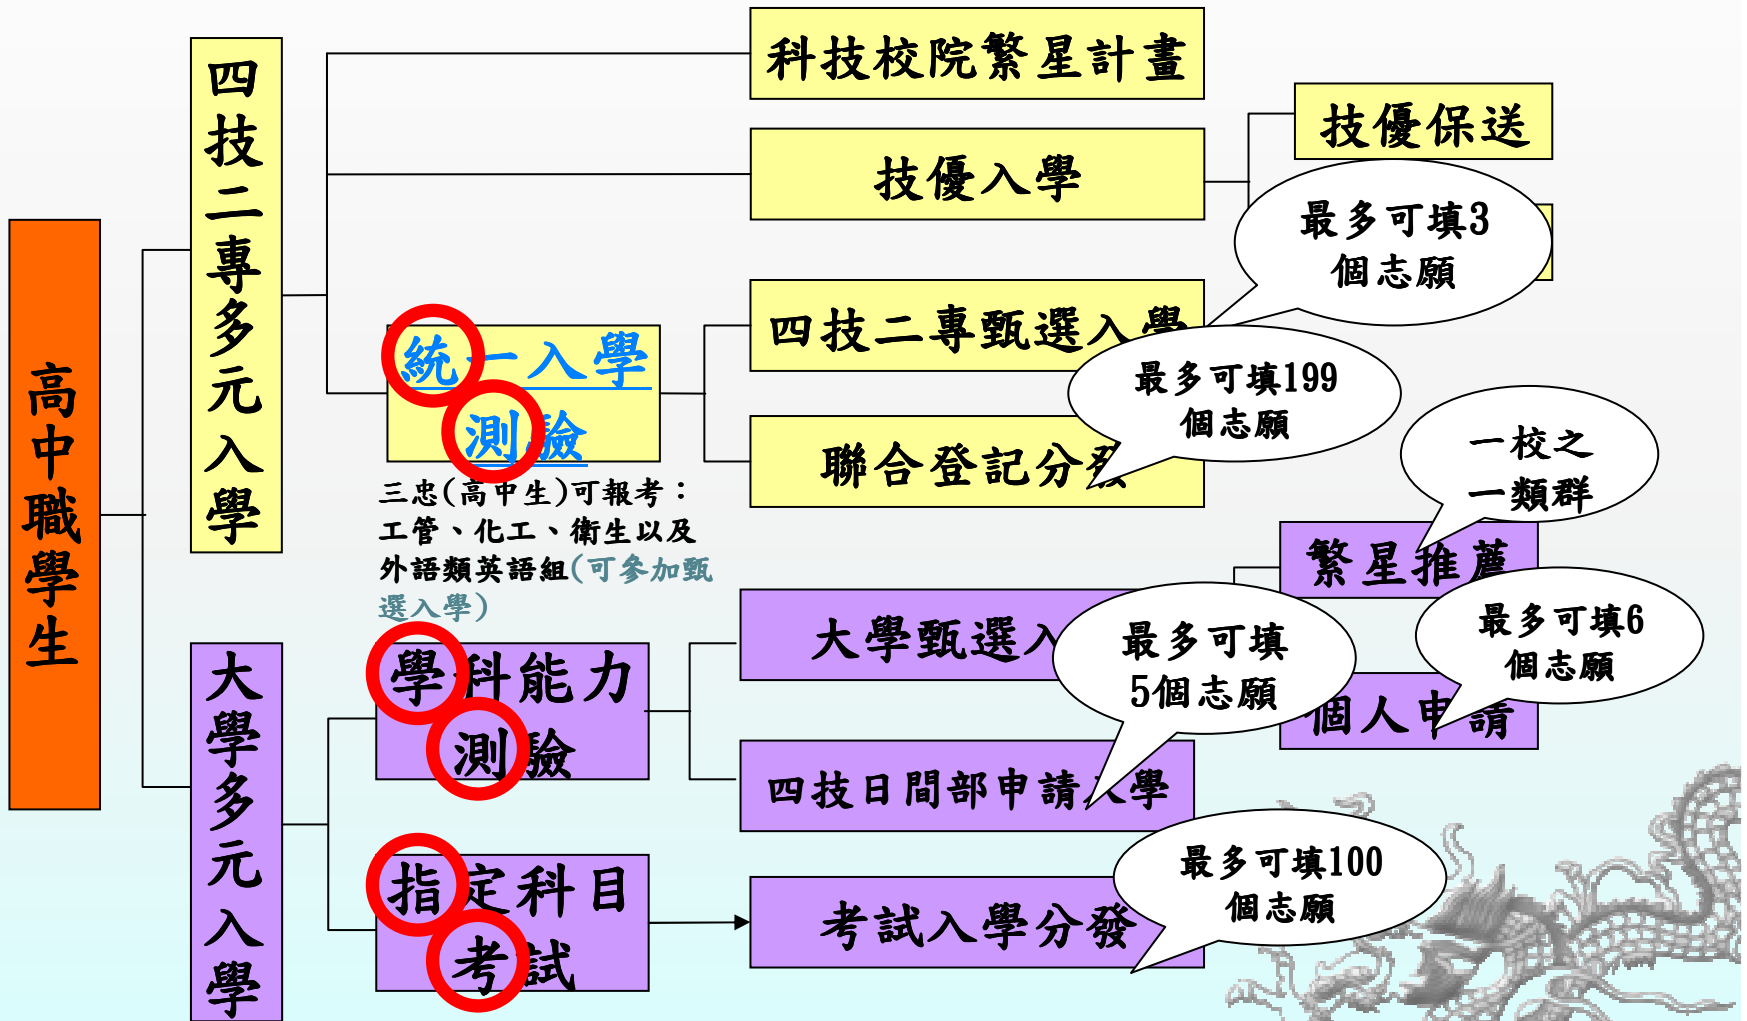 高中職學生
四技二專多元入學
科技校院繁星計畫
技優入學
技優保送
最多可填3
個志願
統一入學
測驗
四技二專甄選入學
最多可填199
個志願
聯合登記分發
三忠(高中生)可報考：
工管、化工、衛生以及
外語類英語組(可參加甄
選入學)
一校之
一類群
繁星推薦
大學多元入學
學科能力
測驗
大學甄選入
最多可填
5個志願
最多可填6
個志願
個人申請
四技日間部申請入學
指定科目
考試
考試入學分發
最多可填100
個志願